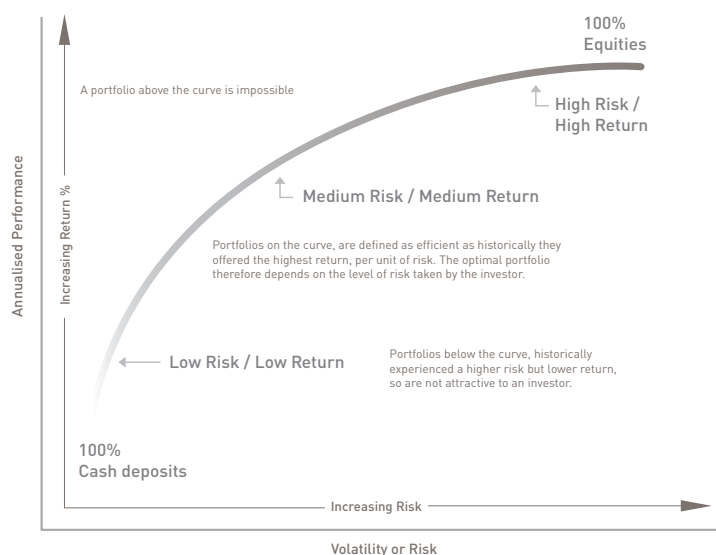 100%
Equities
A portfolio above the curve is impossible
High Risk /
High Return
Annualised Performance
Increasing Return %
Medium Risk / Medium Return
Portfolios on the curve, are defined as efficient as historically they
offered the highest return, per unit of risk. The optimal portfolio
therefore depends on the level of risk taken by the investor.
Low Risk / Low Return
Portfolios below the curve, historically
experienced a higher risk but lower return,
so are not attractive to an investor.
100%
Cash deposits
Increasing Risk
Volatility or Risk